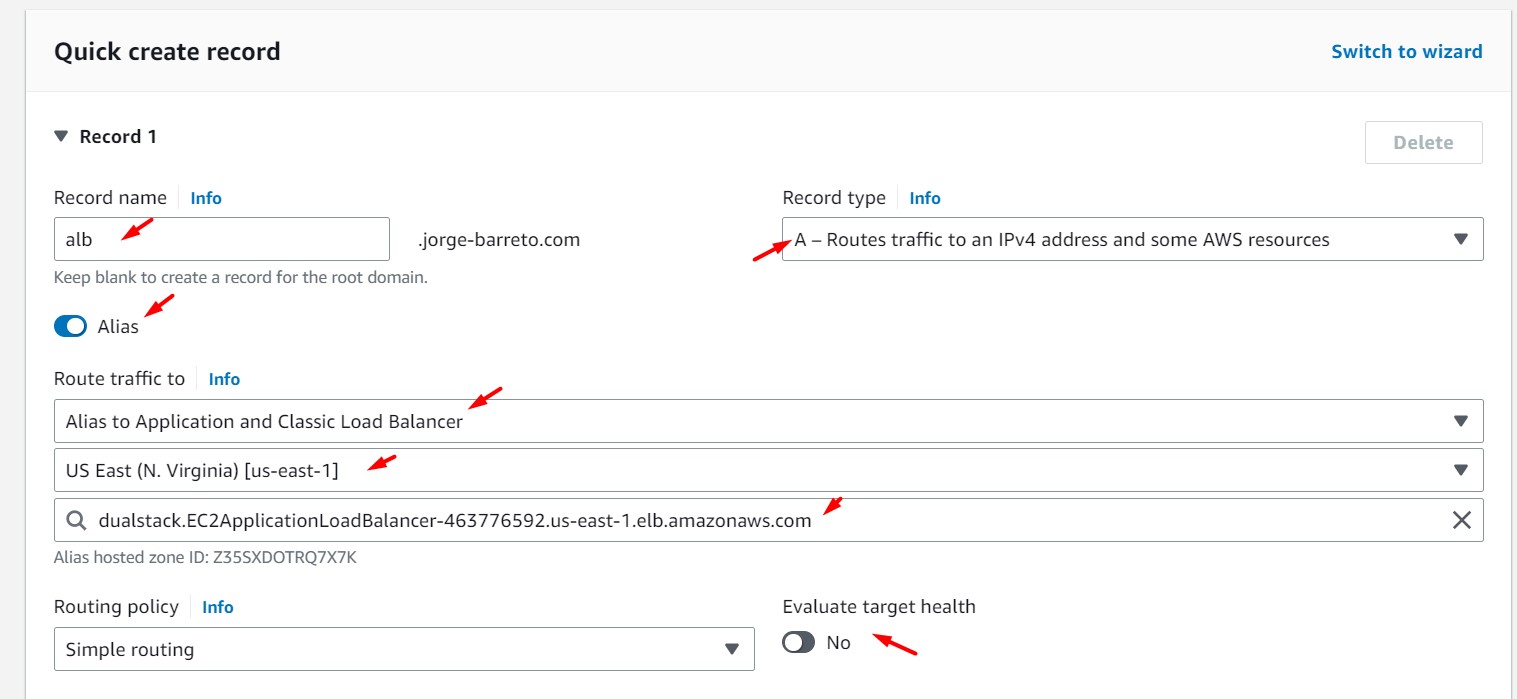 Quick create record
Switch to wizard
Record 1
Delete
Record name Info
Record type Info
alb
.jorge-barreto.com
A – Routes traffic to an IPv4 address and some AWS resources
Keep blank to create a record for the root domain.
Alias
Route traffic to Info
Alias to Application and Classic Load Balancer
US East (N. Virginia) [us-east-1]
dualstack.EC2ApplicationLoadBalancer-463776592.us-east-1.elb.amazonaws.com
Alias hosted zone ID: Z35SXDOTRQ7X7K
Routing policy Info
Evaluate target health
Simple routing
No